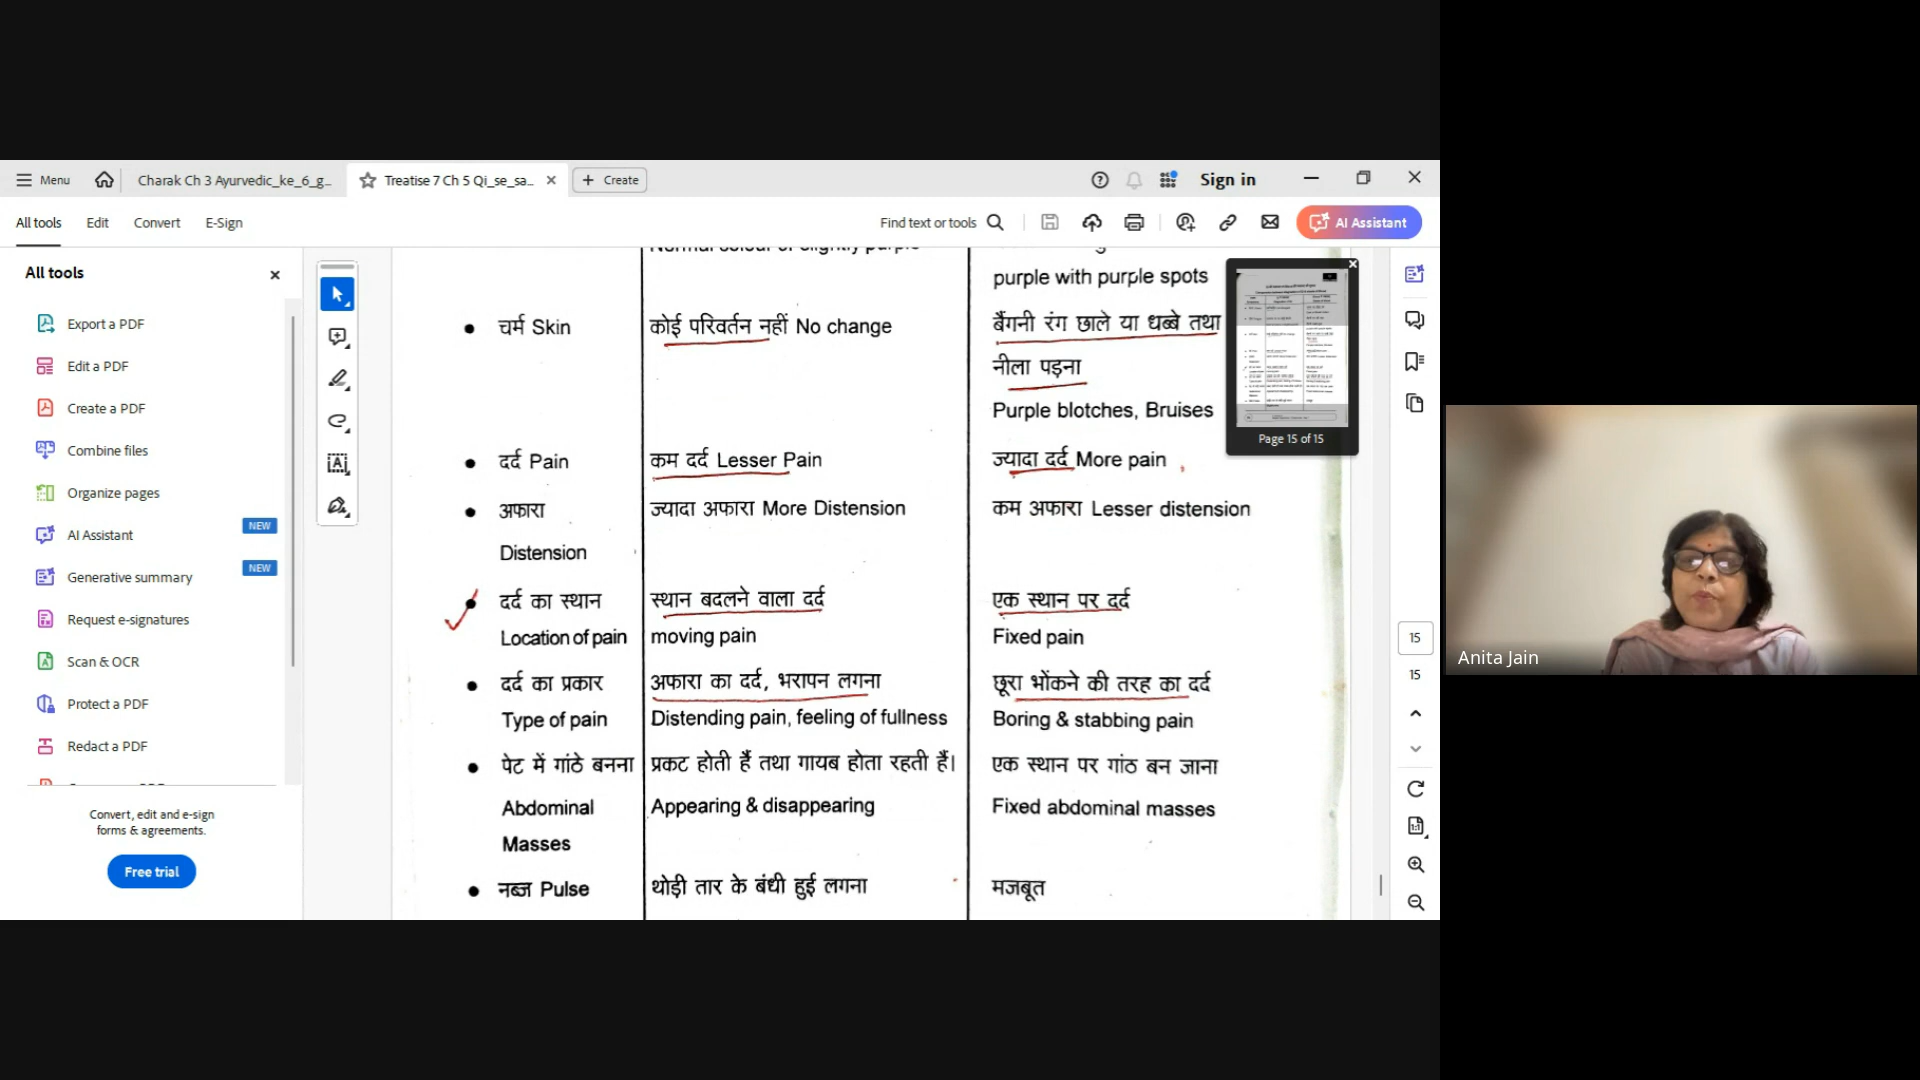 Menu
Charak Ch 3 Ayurvedic_ke_6_g...
Treatise 7 Ch 5 Qi_se_sa...
Create
Sign in
All tools Edit Convert E-Sign
Find text or tools
AI Assistant
All tools
Export a PDF
Edit a PDF
Create a PDF
Combine files
Organize pages
AI Assistant NEW
Generative summary NEW
Request e-signatures
Scan & OCR
Protect a PDF
Redact a PDF
Convert, edit and e-sign
forms & agreements.
Free trial
Normal colour or slightly purple
purple with purple spots
चर्म Skin
कोई परिवर्तन नहीं No change
बैंगनी रंग छाले या धब्बे तथा
नीला पड़ना
Purple blotches, Bruises
दर्द Pain
कम दर्द Lesser Pain
ज्यादा दर्द More pain
अफारा
Distension
ज्यादा अफारा More Distension
कम अफारा Lesser distension
दर्द का स्थान
Location of pain
स्थान बदलने वाला दर्द
moving pain
एक स्थान पर दर्द
Fixed pain
दर्द का प्रकार
Type of pain
अफारा का दर्द, भरापन लगना
Distending pain, feeling of fullness
छूरा भोंकने की तरह का दर्द
Boring & stabbing pain
पेट में गांठे बनना
Abdominal
Masses
प्रकट होती हैं तथा गायब होता रहती हैं।
Appearing & disappearing
एक स्थान पर गांठ बन जाना
Fixed abdominal masses
नब्ज Pulse
थोड़ी तार के बंधी हुई लगना
मजबूत
Page 15 of 15
15
15
Anita Jain